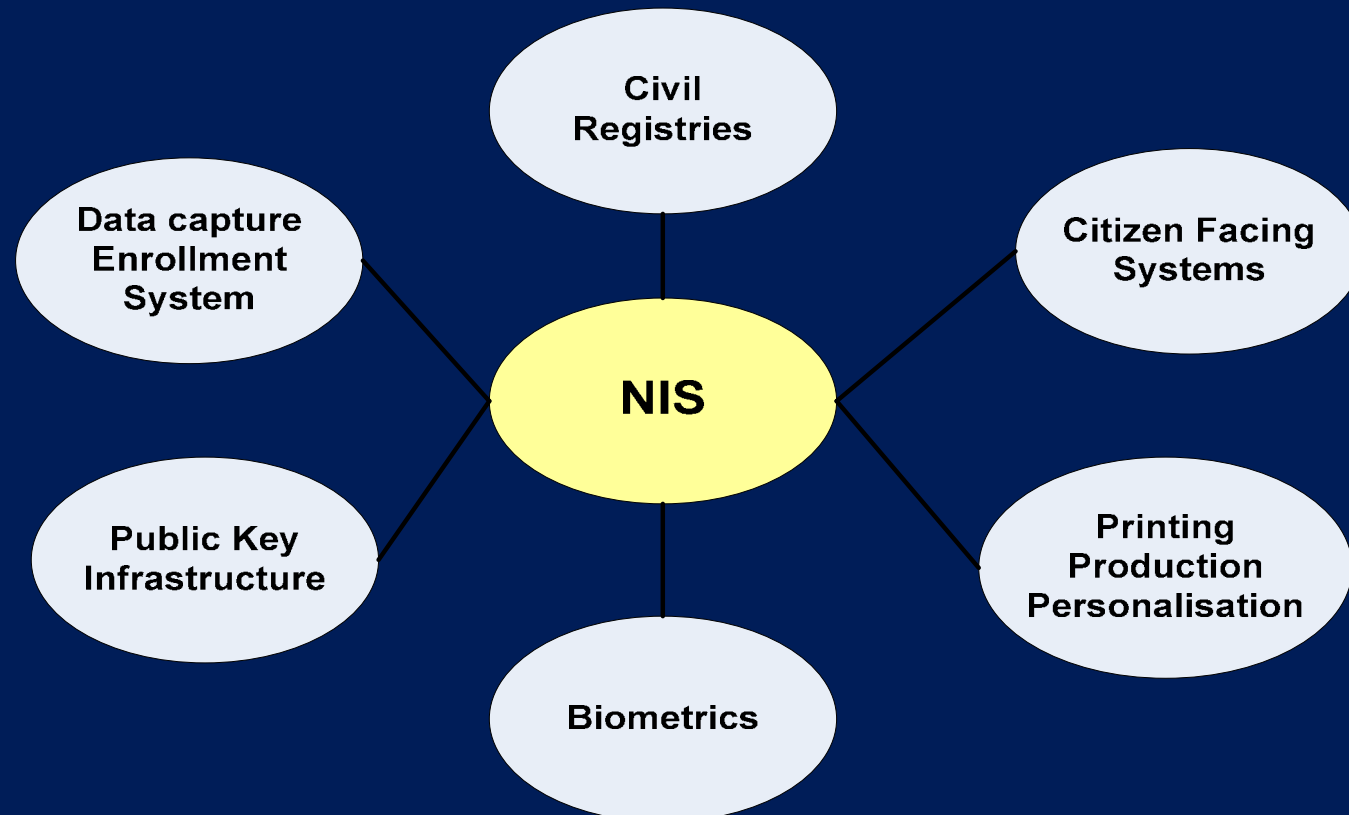 Civil
Registries
Data capture
Enrollment
System
Citizen Facing
Systems
NIS
Public Key
Infrastructure
Printing
Production
Personalisation
Biometrics